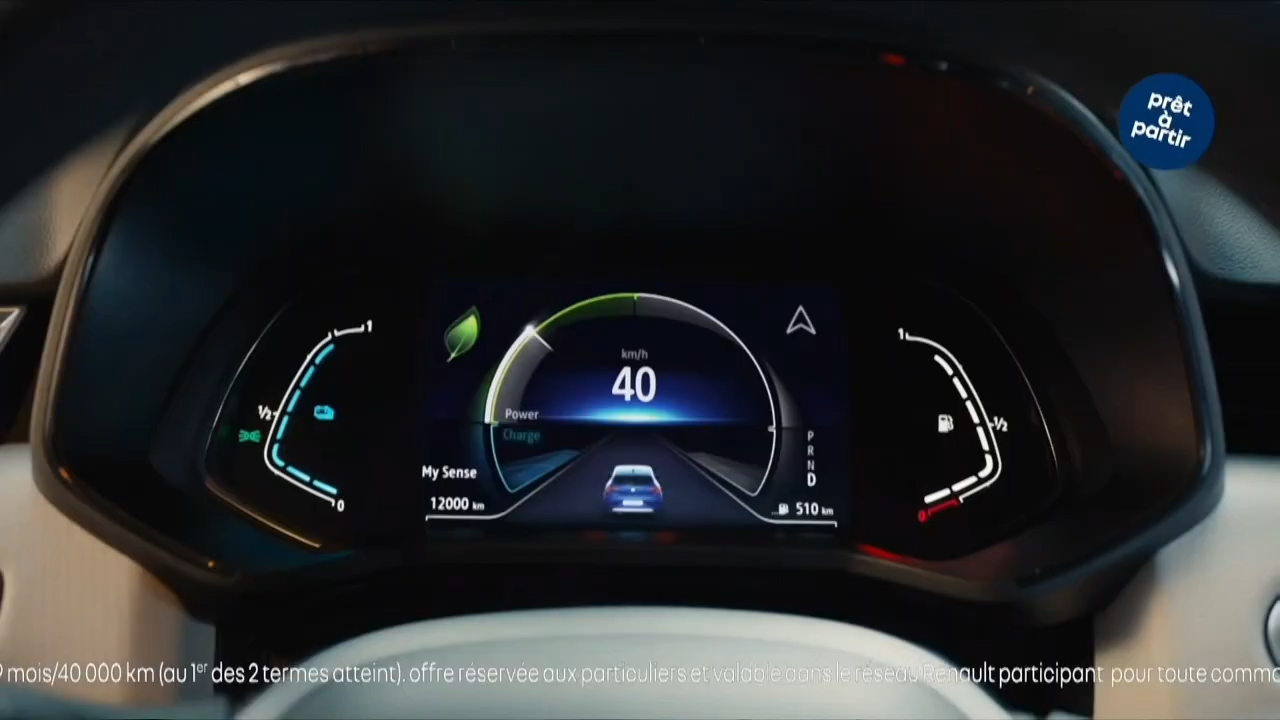 prêt
à
partir
1
½
0
km/h
40
Power
Charge
My Sense
12000 km
P
R
N
D
510 km
1
½
0
mois/40 000 km (au 1er des 2 termes atteint). offre réservée aux particuliers et valable dans le réseau Renault participant pour toute